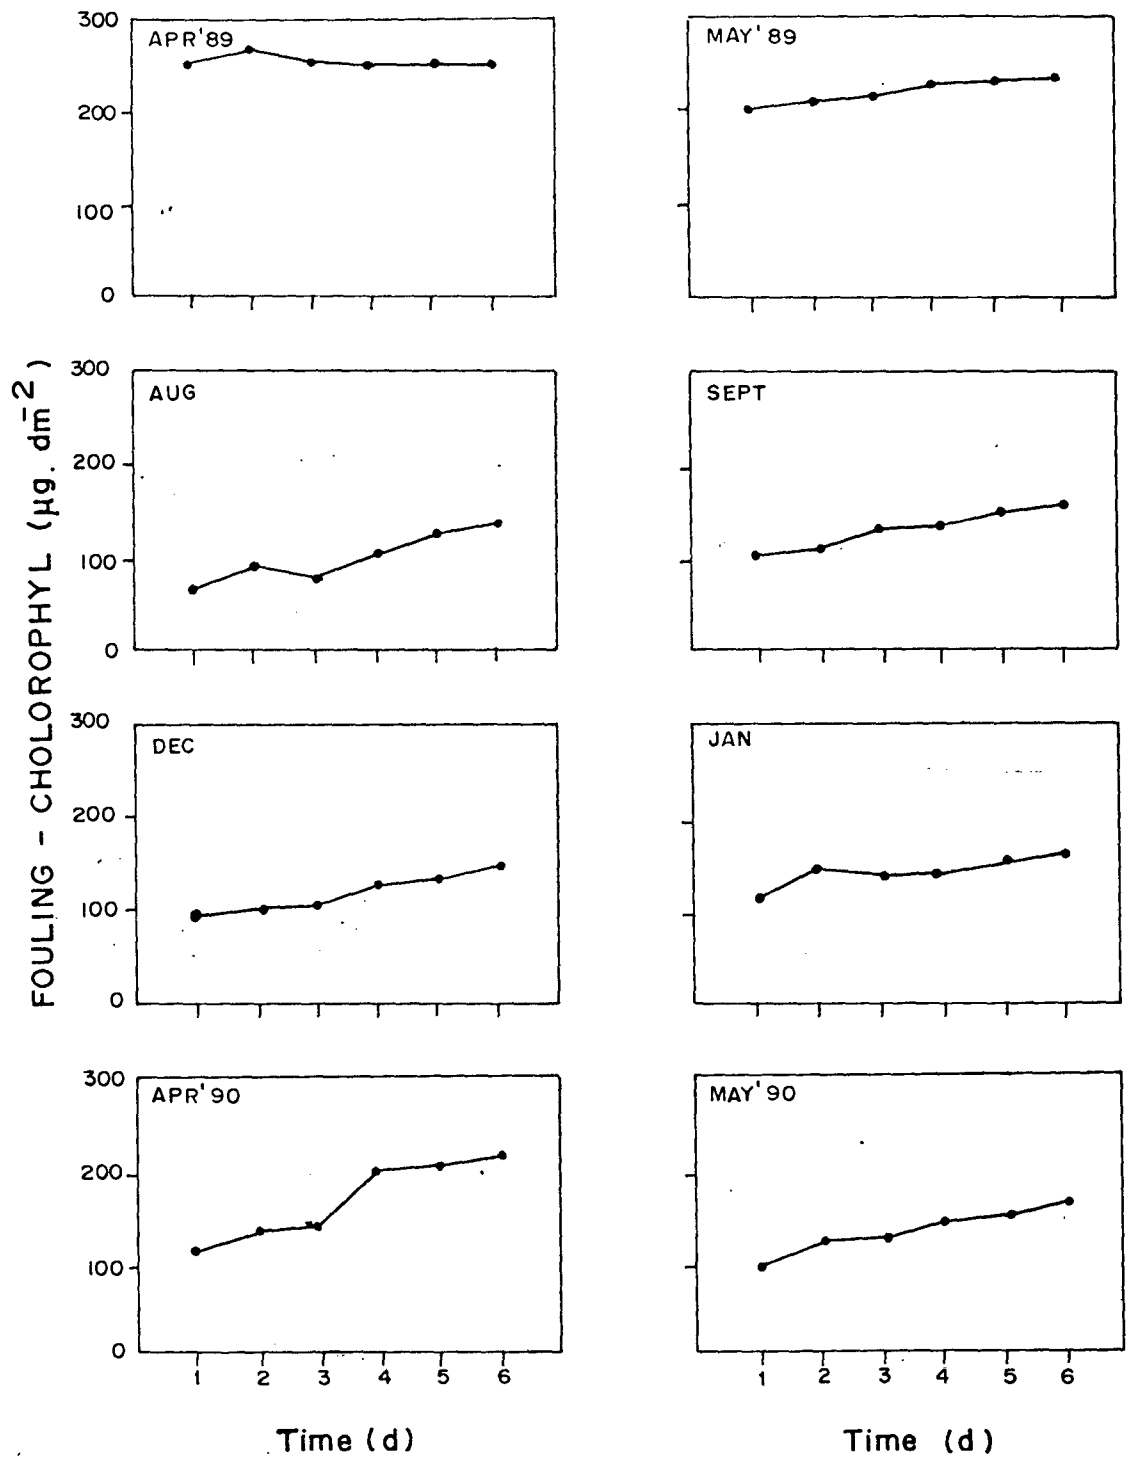 FOULING - CHOLOROPHYL (µg. dm⁻²)
300
200
100
0
APR'89
MAY'89
300
200
100
0
AUG
SEPT
300
200
100
0
DEC
JAN
300
200
100
0
APR'90
MAY'90
1 2 3 4 5 6
1 2 3 4 5 6
Time (d)
Time (d)